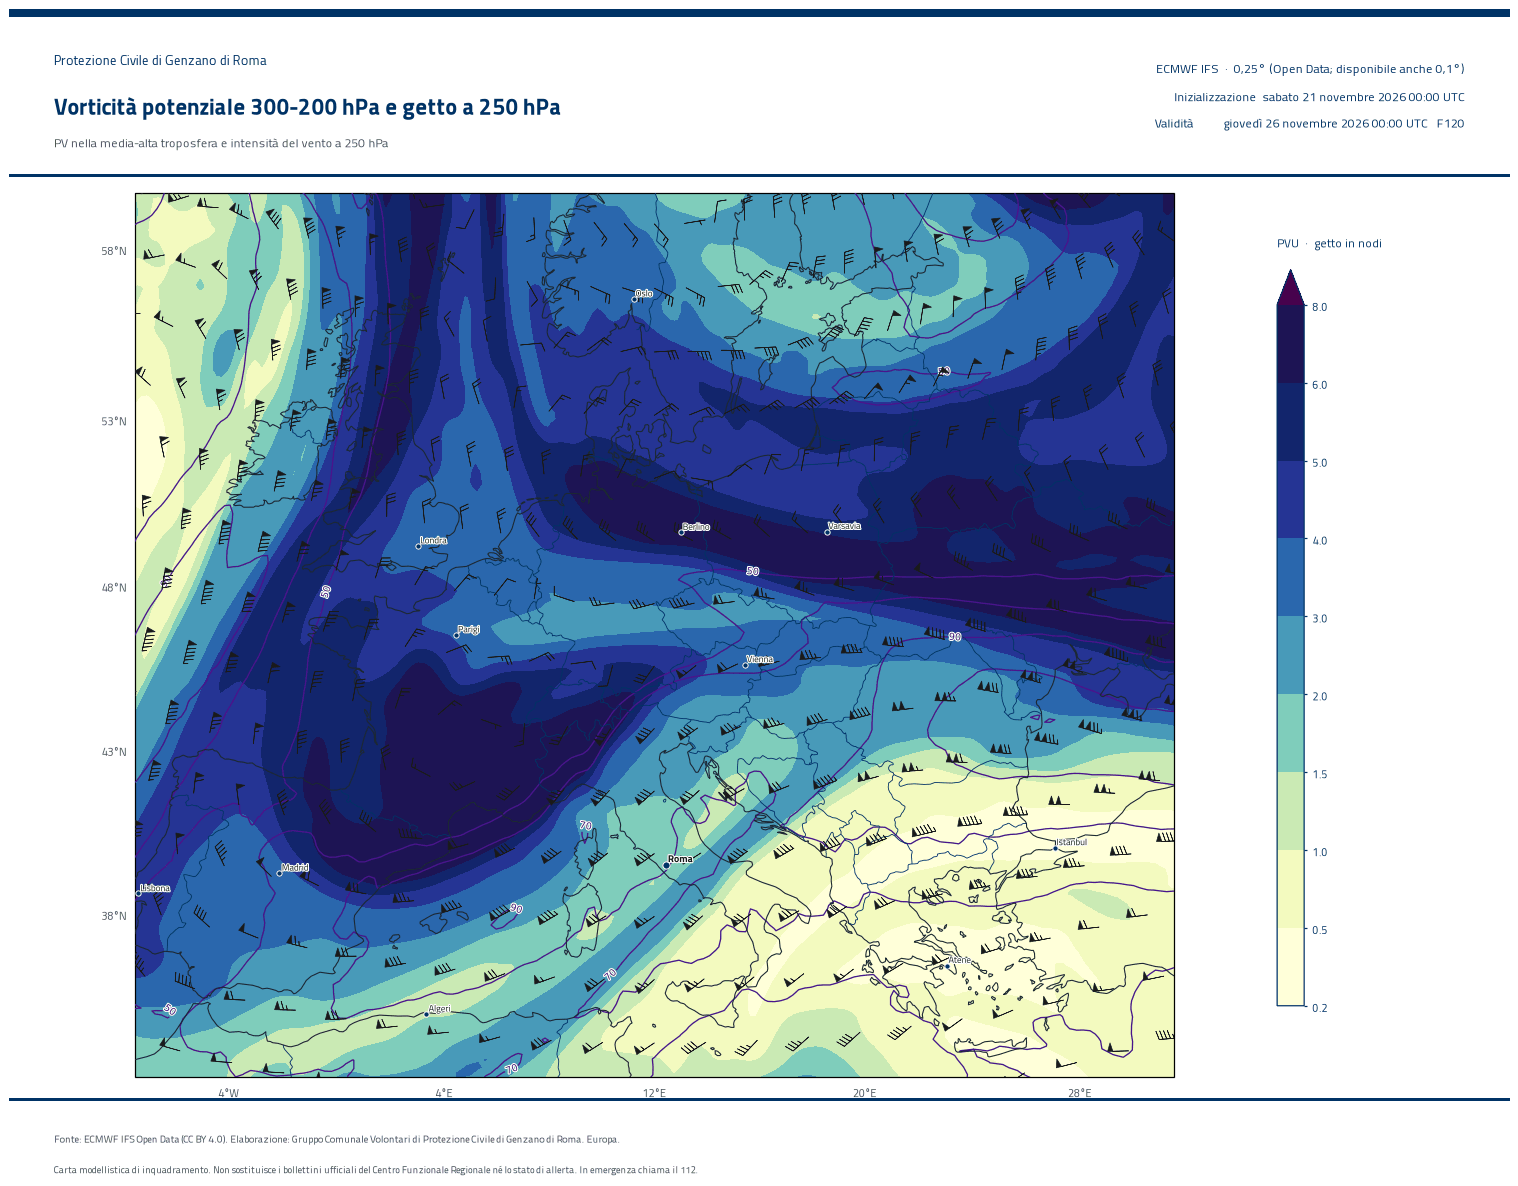 Protezione Civile di Genzano di Roma
Vorticità potenziale 300-200 hPa e getto a 250 hPa
PV nella media-alta troposfera e intensità del vento a 250 hPa
ECMWF IFS · 0,25° (Open Data; disponibile anche 0,1°)
Inizializzazione sabato 21 novembre 2026 00:00 UTC
Validità giovedì 26 novembre 2026 00:00 UTC F120
PVU · getto in nodi
8.0
6.0
5.0
4.0
3.0
2.0
1.5
1.0
0.5
0.2
58°N
53°N
48°N
43°N
38°N
4°W
4°E
12°E
20°E
28°E
Oslo
Berlino
Varsavia
Londra
50
50
Parigi
90
Vienna
70
Roma
Istanbul
Madrid
Lisbona
90
70
Atene
50
Algeri
70
Fonte: ECMWF IFS Open Data (CC BY 4.0). Elaborazione: Gruppo Comunale Volontari di Protezione Civile di Genzano di Roma. Europa.
Carta modellistica di inquadramento. Non sostituisce i bollettini ufficiali del Centro Funzionale Regionale né lo stato di allerta. In emergenza chiama il 112.